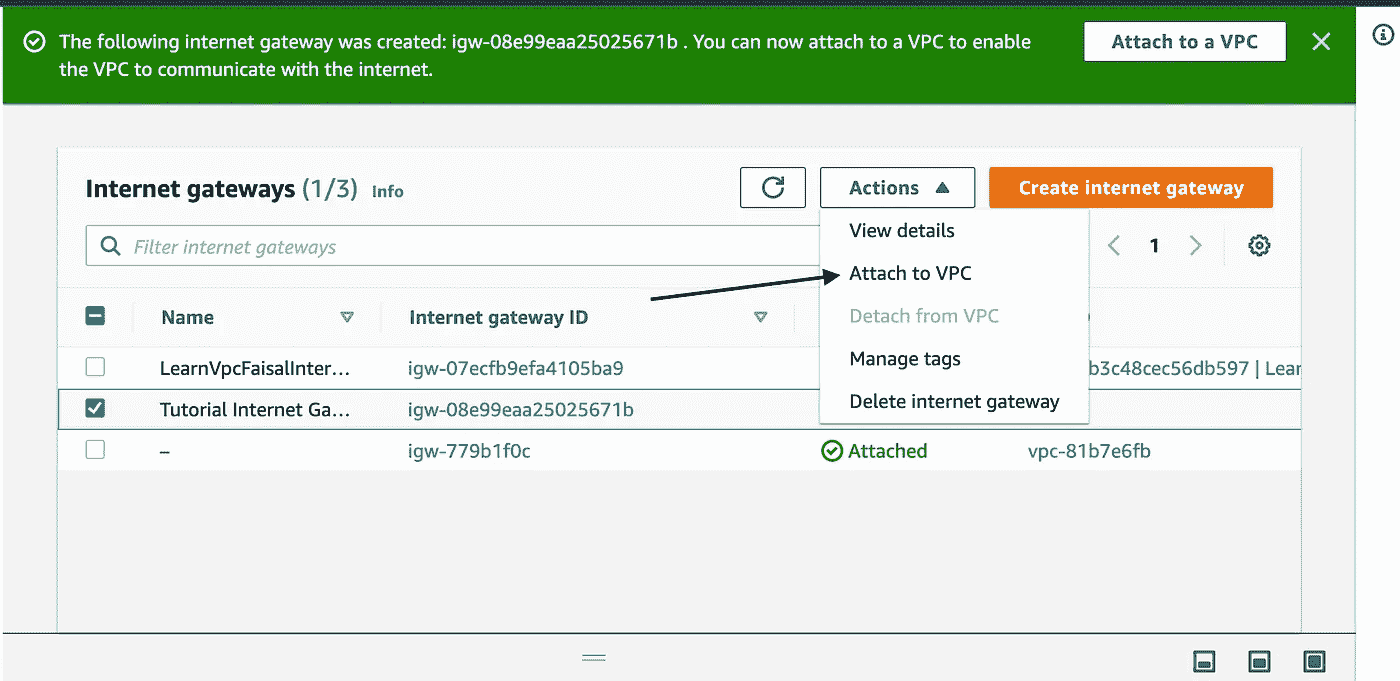 The following internet gateway was created: igw-08e99eaa25025671b . You can now attach to a VPC to enable
the VPC to communicate with the internet.
Attach to a VPC
Internet gateways (1/3) Info
Actions
Create internet gateway
Filter internet gateways
1
View details
Attach to VPC
Detach from VPC
Manage tags
Delete internet gateway
Name
Internet gateway ID
LearnVpcFaisalInter... igw-07ecfb9efa4105ba9 b3c48cec56db597 | Lear
Tutorial Internet Ga... igw-08e99eaa25025671b
– igw-779b1f0c Attached vpc-81b7e6fb